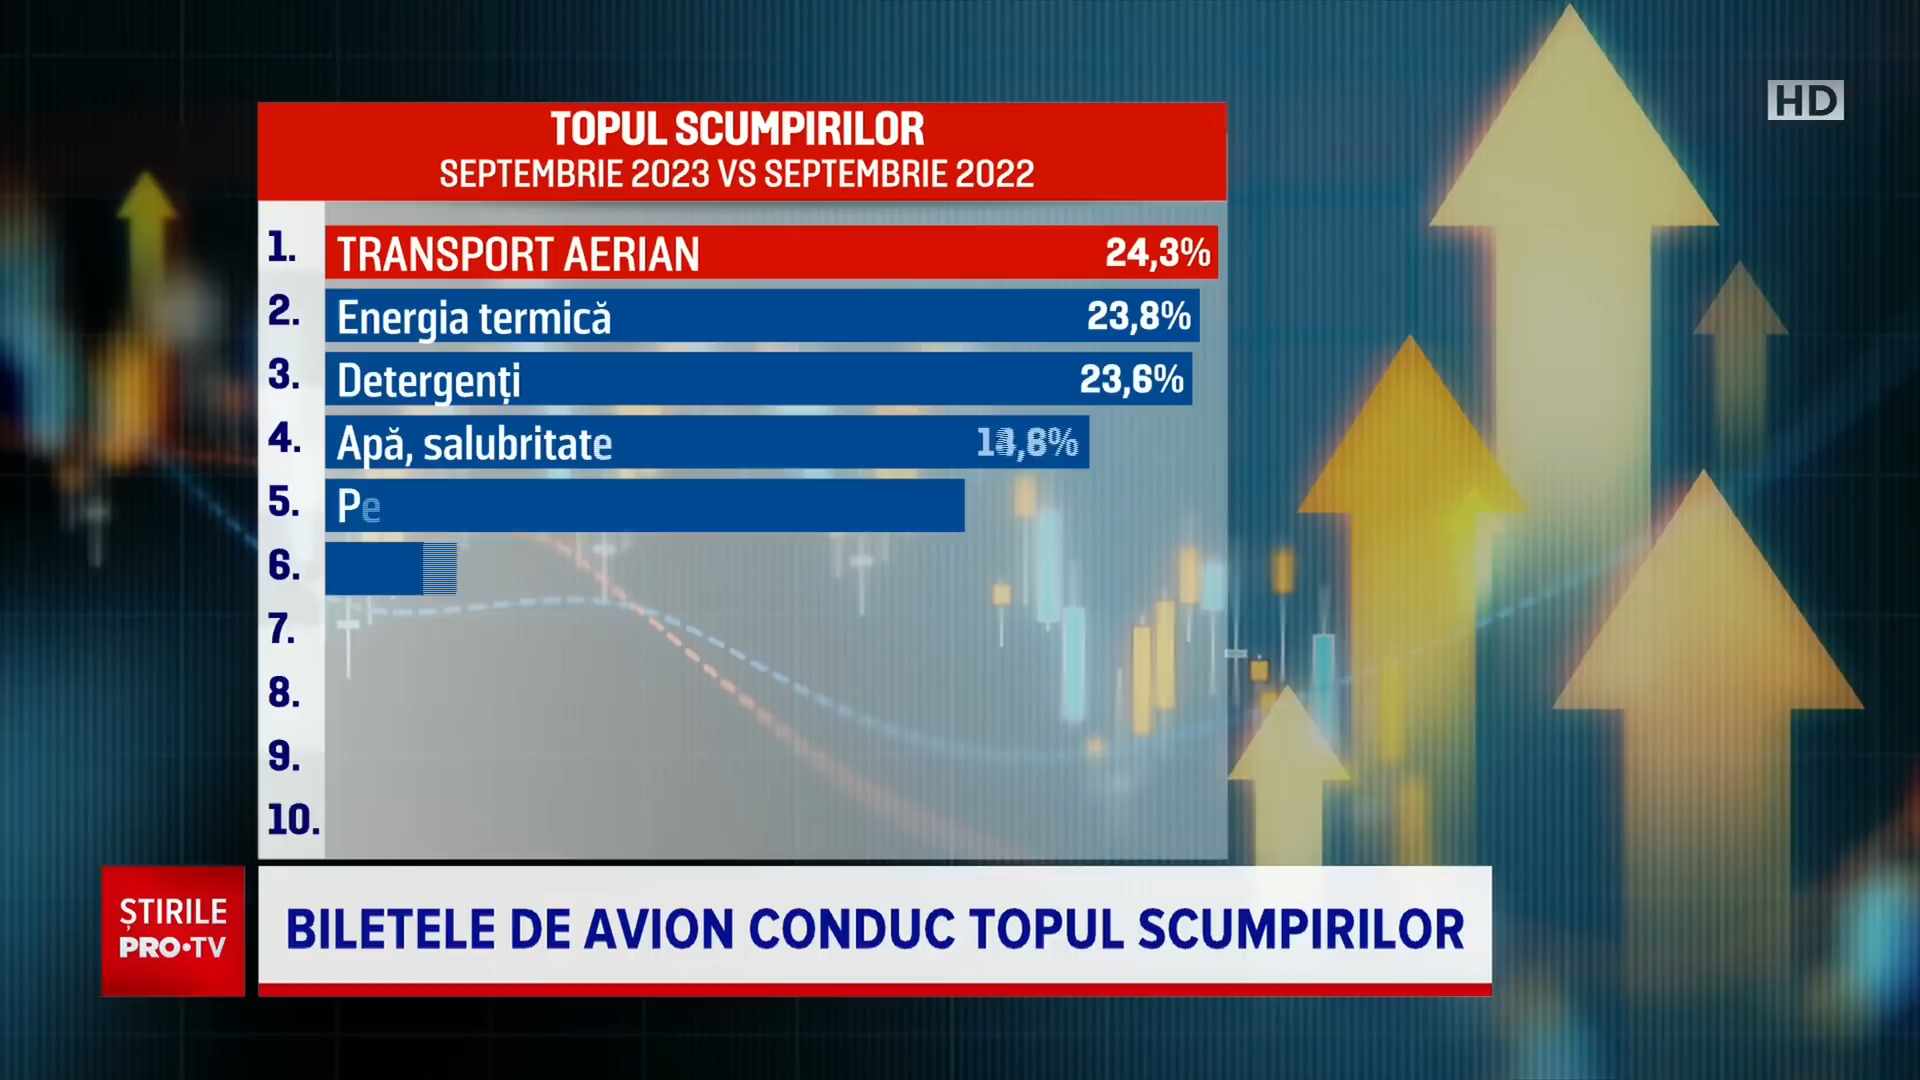 HD
TOPUL SCUMPIRILOR
SEPTEMBRIE 2023 VS SEPTEMBRIE 2022
1. TRANSPORT AERIAN 24,3%
2. Energia termică 23,8%
3. Detergenți 23,6%
4. Apă, salubritate
5. Pe
6.
7.
8.
9.
10.
ȘTIRILE
PRO•TV
BILETELE DE AVION CONDUC TOPUL SCUMPIRILOR